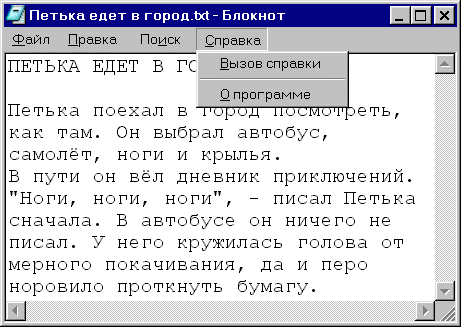 Петька едет в город.txt - Блокнот
Файл Правка Поиск Справка
Вызов справки
О программе
ПЕТЬКА ЕДЕТ В ГО
Петька поехал в город посмотреть,
как там. Он выбрал автобус,
самолёт, ноги и крылья.
В пути он вёл дневник приключений.
"Ноги, ноги, ноги", - писал Петька
сначала. В автобусе он ничего не
писал. У него кружилась голова от
мерного покачивания, да и перо
норовило проткнуть бумагу.